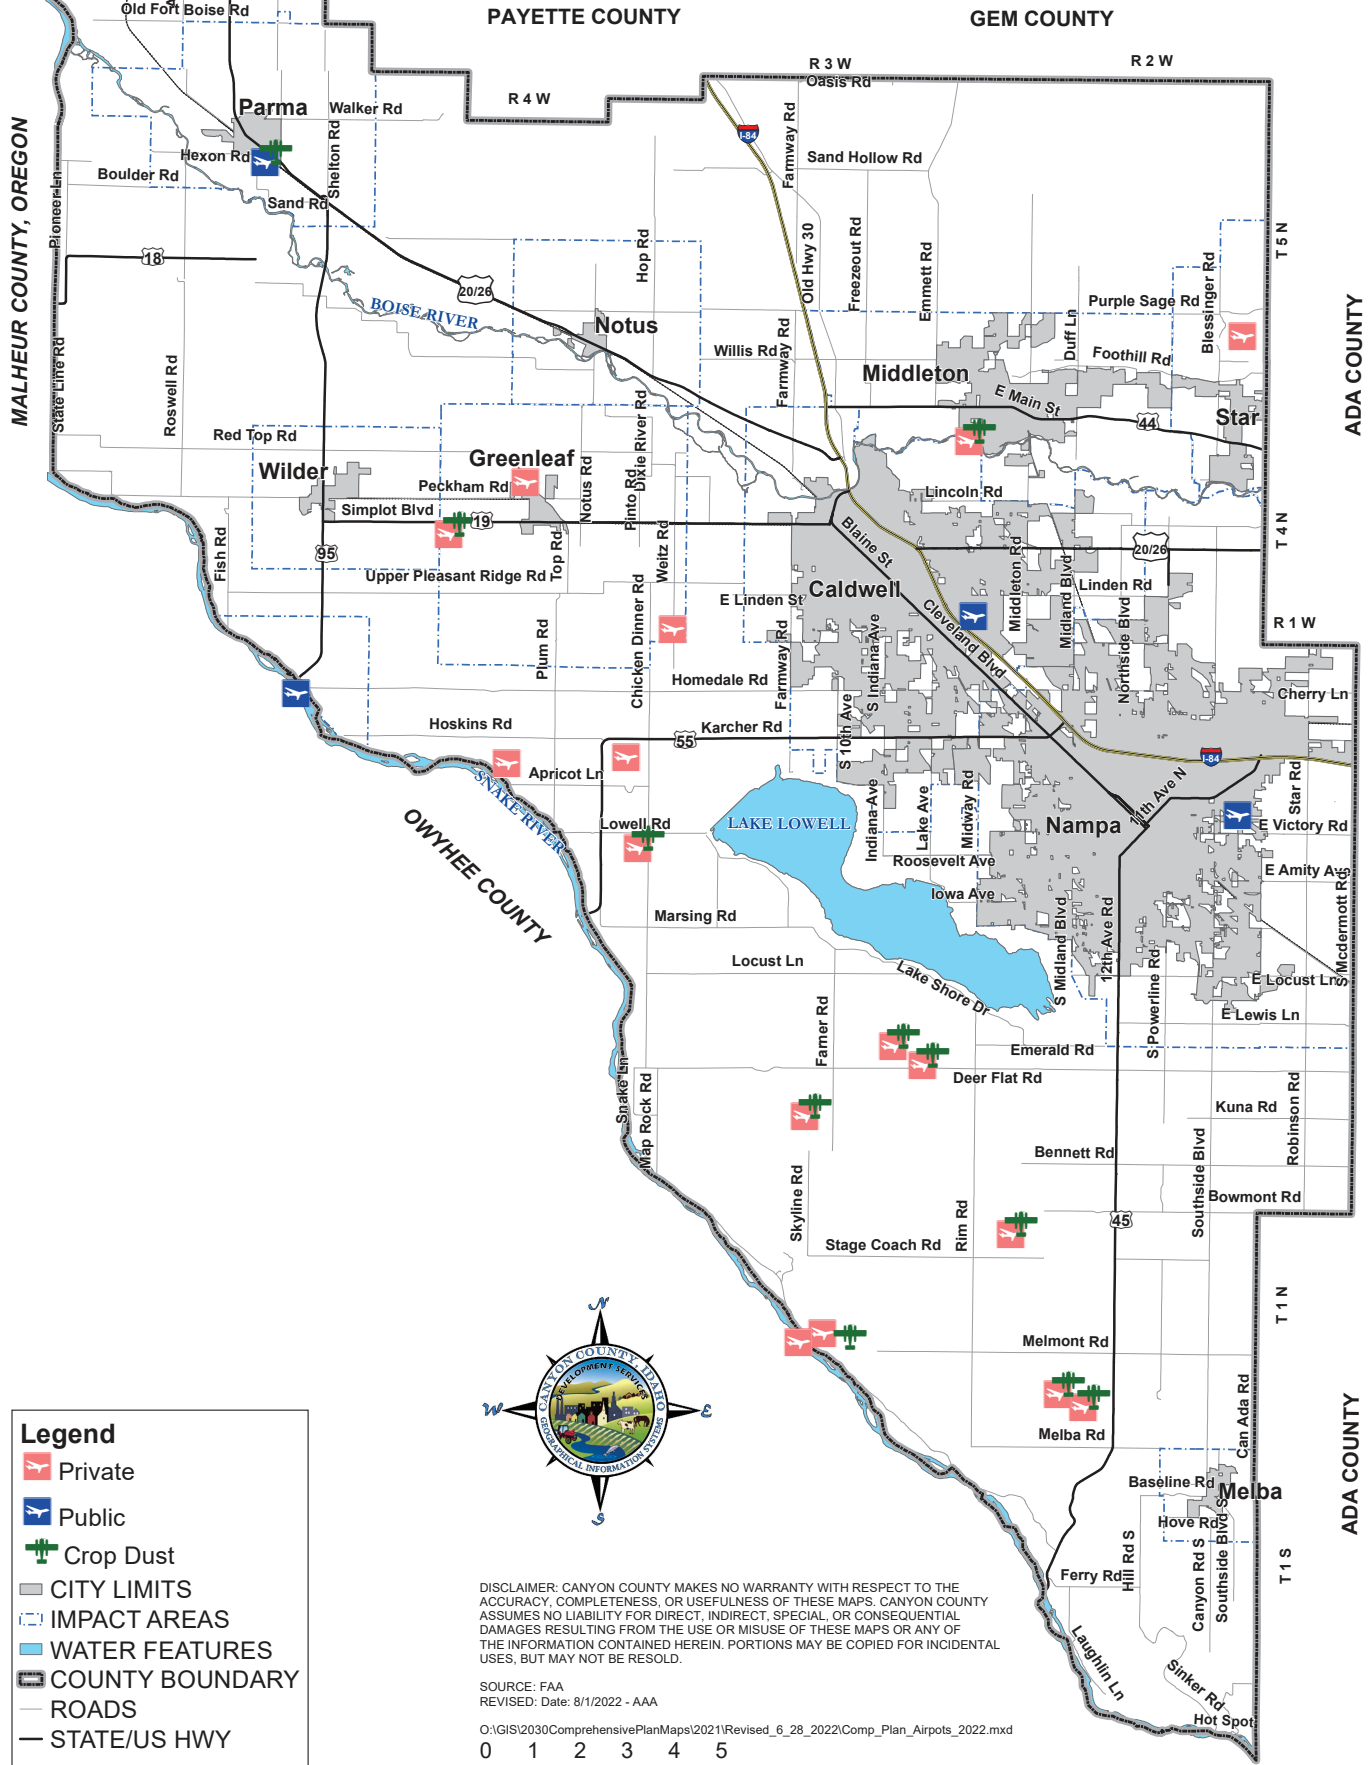 Old Fort Boise Rd
PAYETTE COUNTY
GEM COUNTY
R 3 W
R 2 W
Oasis Rd
R 4 W
Parma
Walker Rd
I-84
Farmway Rd
Hexon Rd
Shelton Rd
Sand Hollow Rd
Boulder Rd
MALHEUR COUNTY, OREGON
Pioneer Ln
Sand Rd
18
Hop Rd
Old Hwy 30
Freezeout Rd
Emmett Rd
T 5 N
20/26
BOISE RIVER
Purple Sage Rd
Blessinger Rd
ADA COUNTY
Notus
Duff Ln
Willis Rd
Farmway Rd
Foothill Rd
Middleton
State Line Rd
Roswell Rd
E Main St
44
Star
Red Top Rd
Dixie River Rd
Wilder
Greenleaf
Peckham Rd
Notus Rd
Pinto Rd
Lincoln Rd
Simplot Blvd
19
Blaine St
T 4 N
Fish Rd
95
Top Rd
Weitz Rd
20/26
Upper Pleasant Ridge Rd
Middleton Rd
Midland Blvd
Linden Rd
E Linden St
Caldwell
Cleveland Blvd
Northside Blvd
R 1 W
Plum Rd
Chicken Dinner Rd
Farmway Rd
S Indiana Ave
Homedale Rd
Cherry Ln
Hoskins Rd
Karcher Rd
55
S 10th Ave
I-84
Apricot Ln
SNAKE RIVER
Star Rd
11th Ave N
Indiana Ave
Lake Ave
Midway Rd
OWYHEE COUNTY
Lowell Rd
LAKE LOWELL
Nampa
E Victory Rd
Roosevelt Ave
E Amity Av
Iowa Ave
Marsing Rd
S Midland Blvd
12th Ave Rd
S Mcdermott Rd
Locust Ln
Lake Shore Dr
S Powerline Rd
E Locust Ln
E Lewis Ln
Farmer Rd
Emerald Rd
Snake Ln
Map Rock Rd
Deer Flat Rd
Kuna Rd
Robinson Rd
Southside Blvd
Bennett Rd
Skyline Rd
Rim Rd
Bowmont Rd
45
Stage Coach Rd
T 1 N
N
Melmont Rd
CANYON COUNTY, IDAHO
DEVELOPMENT SERVICES
GEOGRAPHICAL INFORMATION SYSTEMS
W
E
S
Can Ada Rd
ADA COUNTY
Melba Rd
Baseline Rd
Melba
Hove Rd
Southside Blvd S
Hill Rd S
Canyon Rd S
Ferry Rd
T 1 S
Laughlin Ln
Sinker Rd
Hot Spot
Legend
Private
Public
Crop Dust
CITY LIMITS
IMPACT AREAS
WATER FEATURES
COUNTY BOUNDARY
ROADS
STATE/US HWY
DISCLAIMER: CANYON COUNTY MAKES NO WARRANTY WITH RESPECT TO THE
ACCURACY, COMPLETENESS, OR USEFULNESS OF THESE MAPS. CANYON COUNTY
ASSUMES NO LIABILITY FOR DIRECT, INDIRECT, SPECIAL, OR CONSEQUENTIAL
DAMAGES RESULTING FROM THE USE OR MISUSE OF THESE MAPS OR ANY OF
THE INFORMATION CONTAINED HEREIN. PORTIONS MAY BE COPIED FOR INCIDENTAL
USES, BUT MAY NOT BE RESOLD.
SOURCE: FAA
REVISED: Date: 8/1/2022 - AAA
O:\GIS\2030ComprehensivePlanMaps\2021\Revised_6_28_2022\Comp_Plan_Airpots_2022.mxd
0 1 2 3 4 5